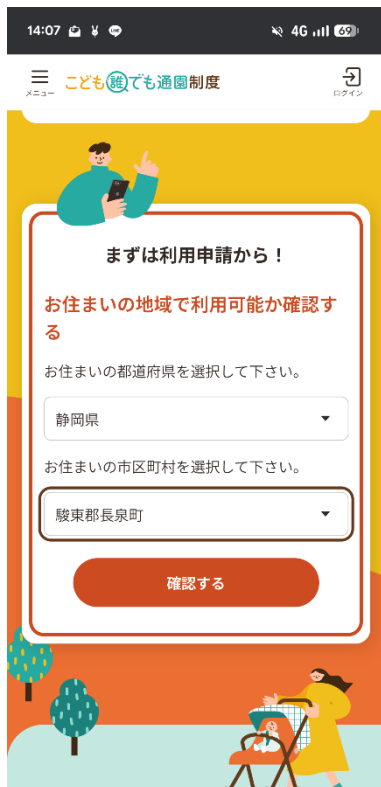 14:07 4G 69
メニュー こども誰でも通園制度 ログイン
まずは利用申請から！
お住まいの地域で利用可能か確認す
る
お住まいの都道府県を選択して下さい。
静岡県
お住まいの市区町村を選択して下さい。
駿東郡長泉町
確認する